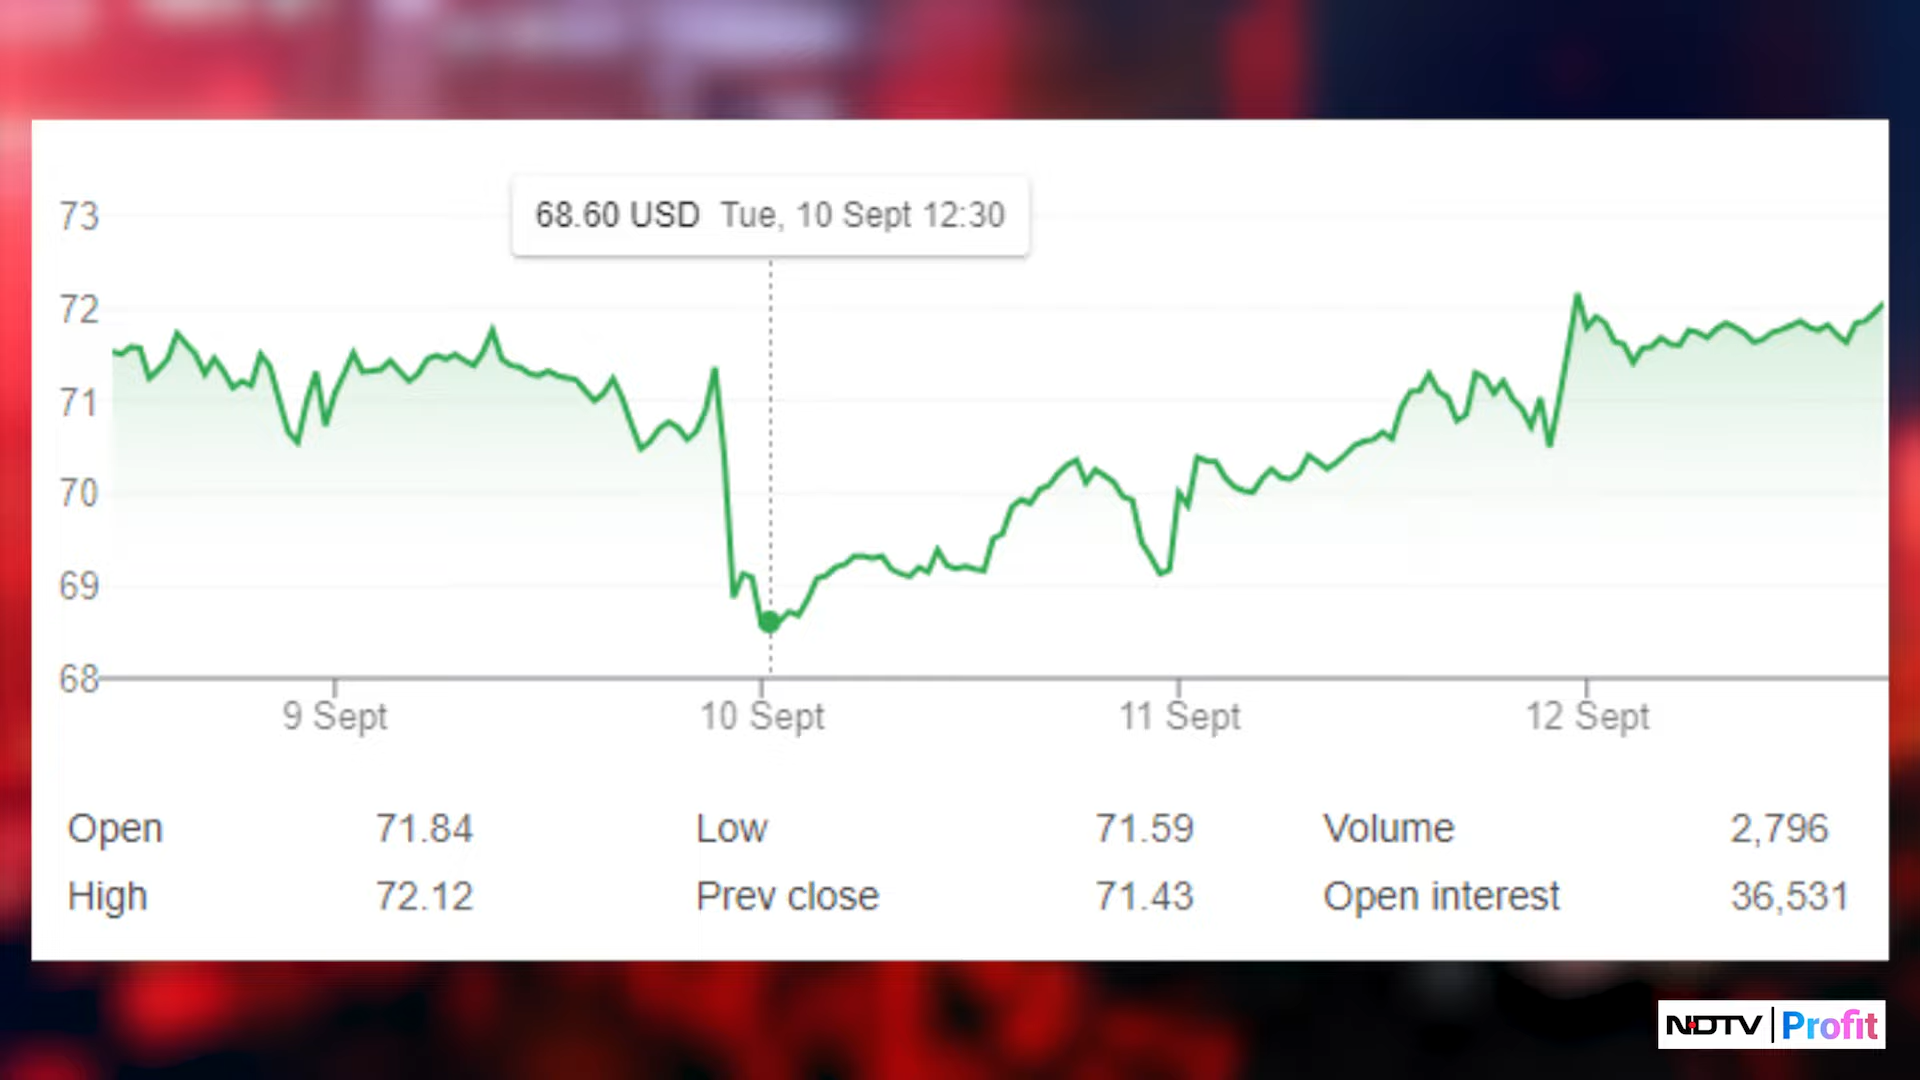 68.60 USD Tue, 10 Sept 12:30
73
72
71
70
69
68
9 Sept 10 Sept 11 Sept 12 Sept
Open 71.84 Low 71.59 Volume 2,796
High 72.12 Prev close 71.43 Open interest 36,531
NDTV Profit